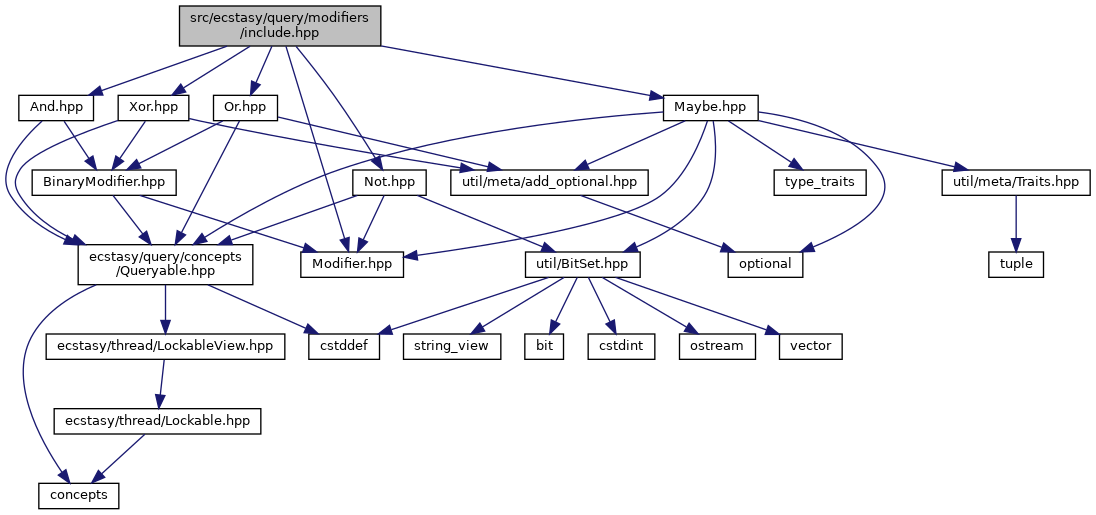 src/ecstasy/query/modifiers
/include.hpp
And.hpp
Xor.hpp
Or.hpp
Maybe.hpp
BinaryModifier.hpp
Not.hpp
util/meta/add_optional.hpp
type_traits
util/meta/Traits.hpp
ecstasy/query/concepts
/Queryable.hpp
Modifier.hpp
util/BitSet.hpp
optional
tuple
ecstasy/thread/LockableView.hpp
cstddef
string_view
bit
cstdint
ostream
vector
ecstasy/thread/Lockable.hpp
concepts